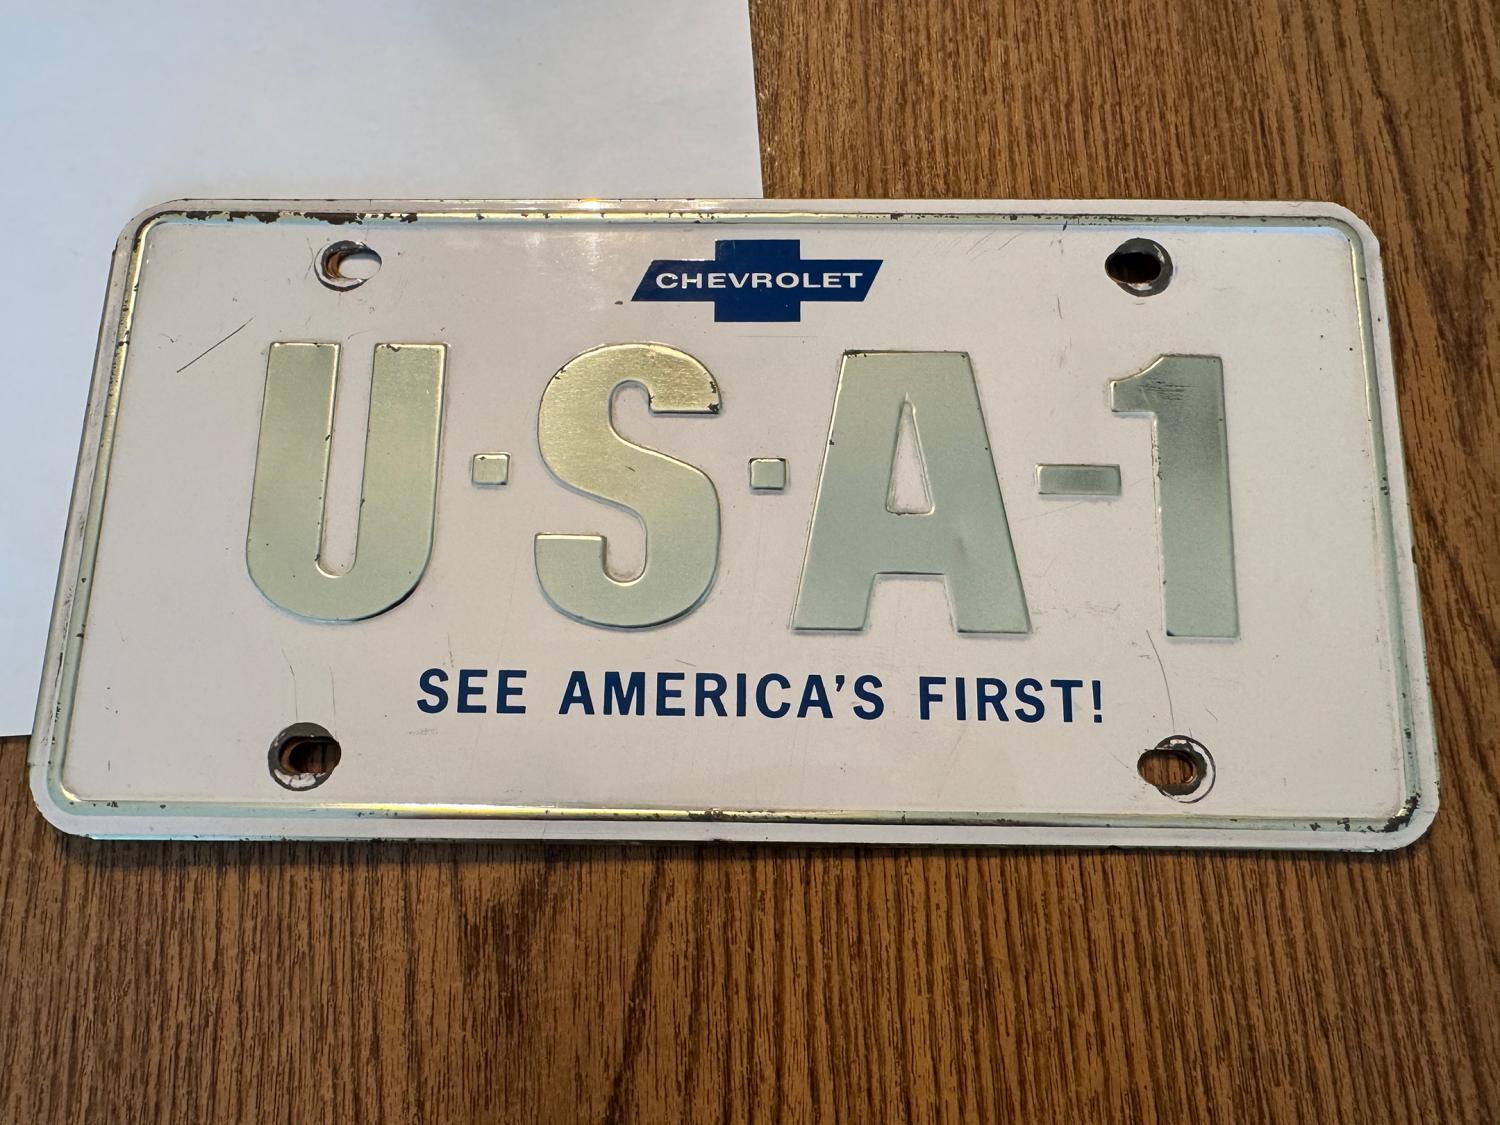 CHEVROLET
U·S·A-1
SEE AMERICA'S FIRST!